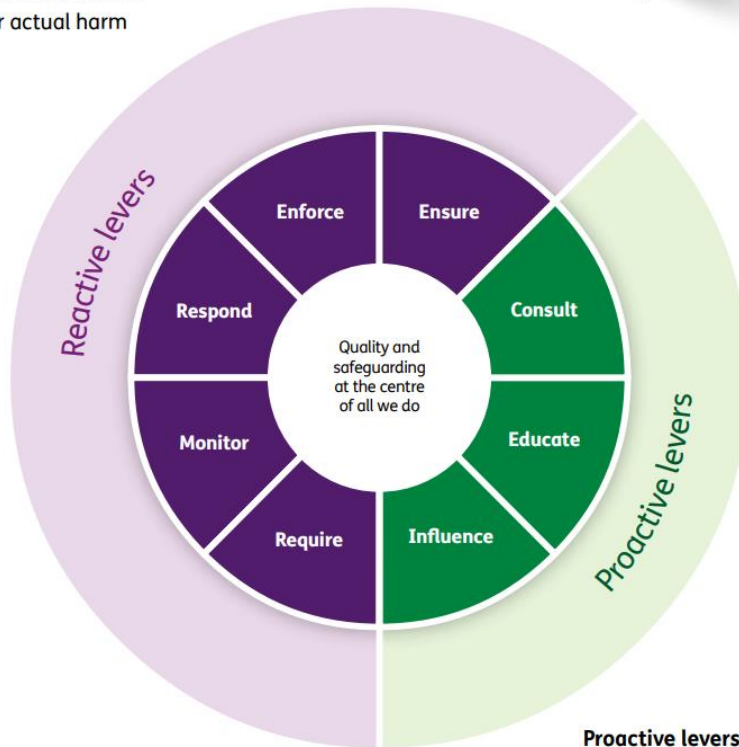 r actual harm
Reactive levers
Enforce
Ensure
Respond
Consult
Quality and
safeguarding
at the centre
of all we do
Monitor
Educate
Require
Influence
Proactive levers
Proactive levers